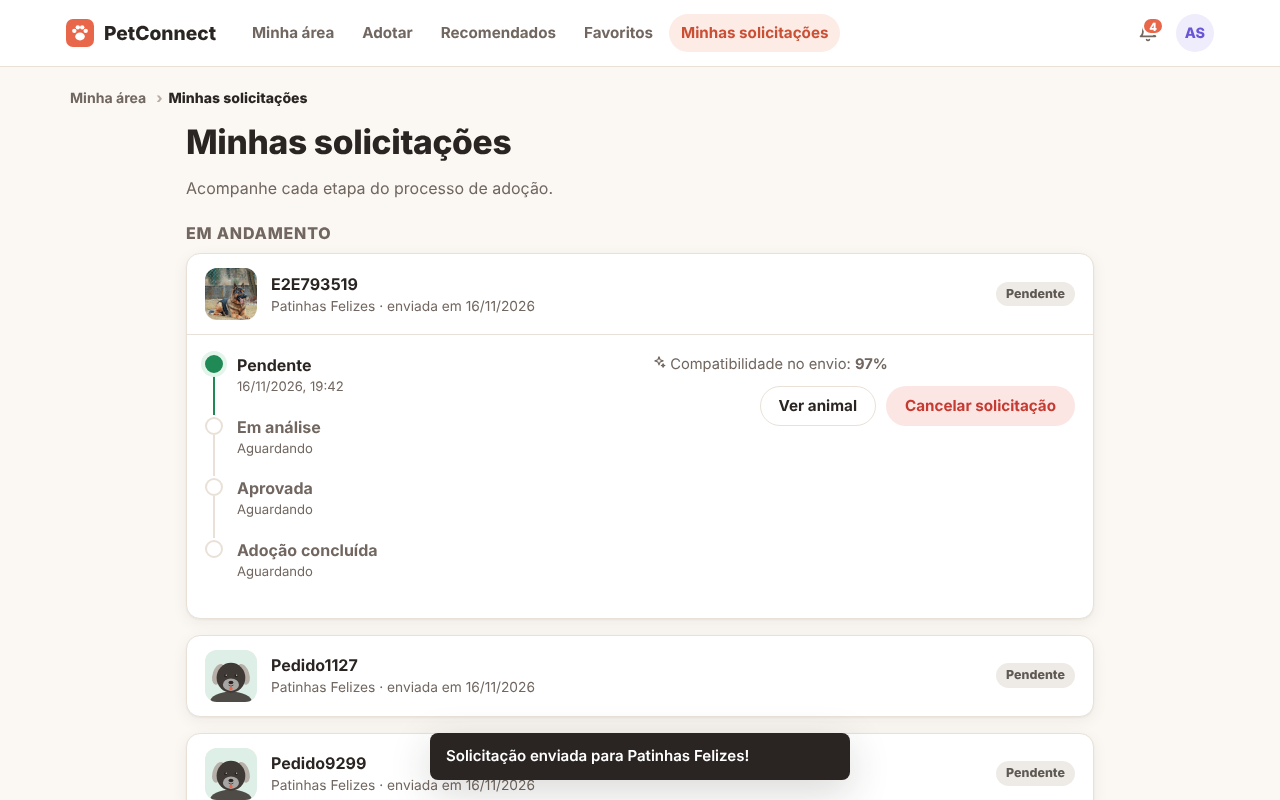 PetConnect
Minha área
Adotar
Recomendados
Favoritos
Minhas solicitações
4
AS
Minha área › Minhas solicitações
Minhas solicitações
Acompanhe cada etapa do processo de adoção.
EM ANDAMENTO
E2E793519
Patinhas Felizes · enviada em 16/11/2026
Pendente
Pendente
16/11/2026, 19:42
Em análise
Aguardando
Aprovada
Aguardando
Adoção concluída
Aguardando
Compatibilidade no envio: 97%
Ver animal
Cancelar solicitação
Pedido1127
Patinhas Felizes · enviada em 16/11/2026
Pendente
Pedido9299
Patinhas Felizes · enviada em 16/11/2026
Pendente
Solicitação enviada para Patinhas Felizes!